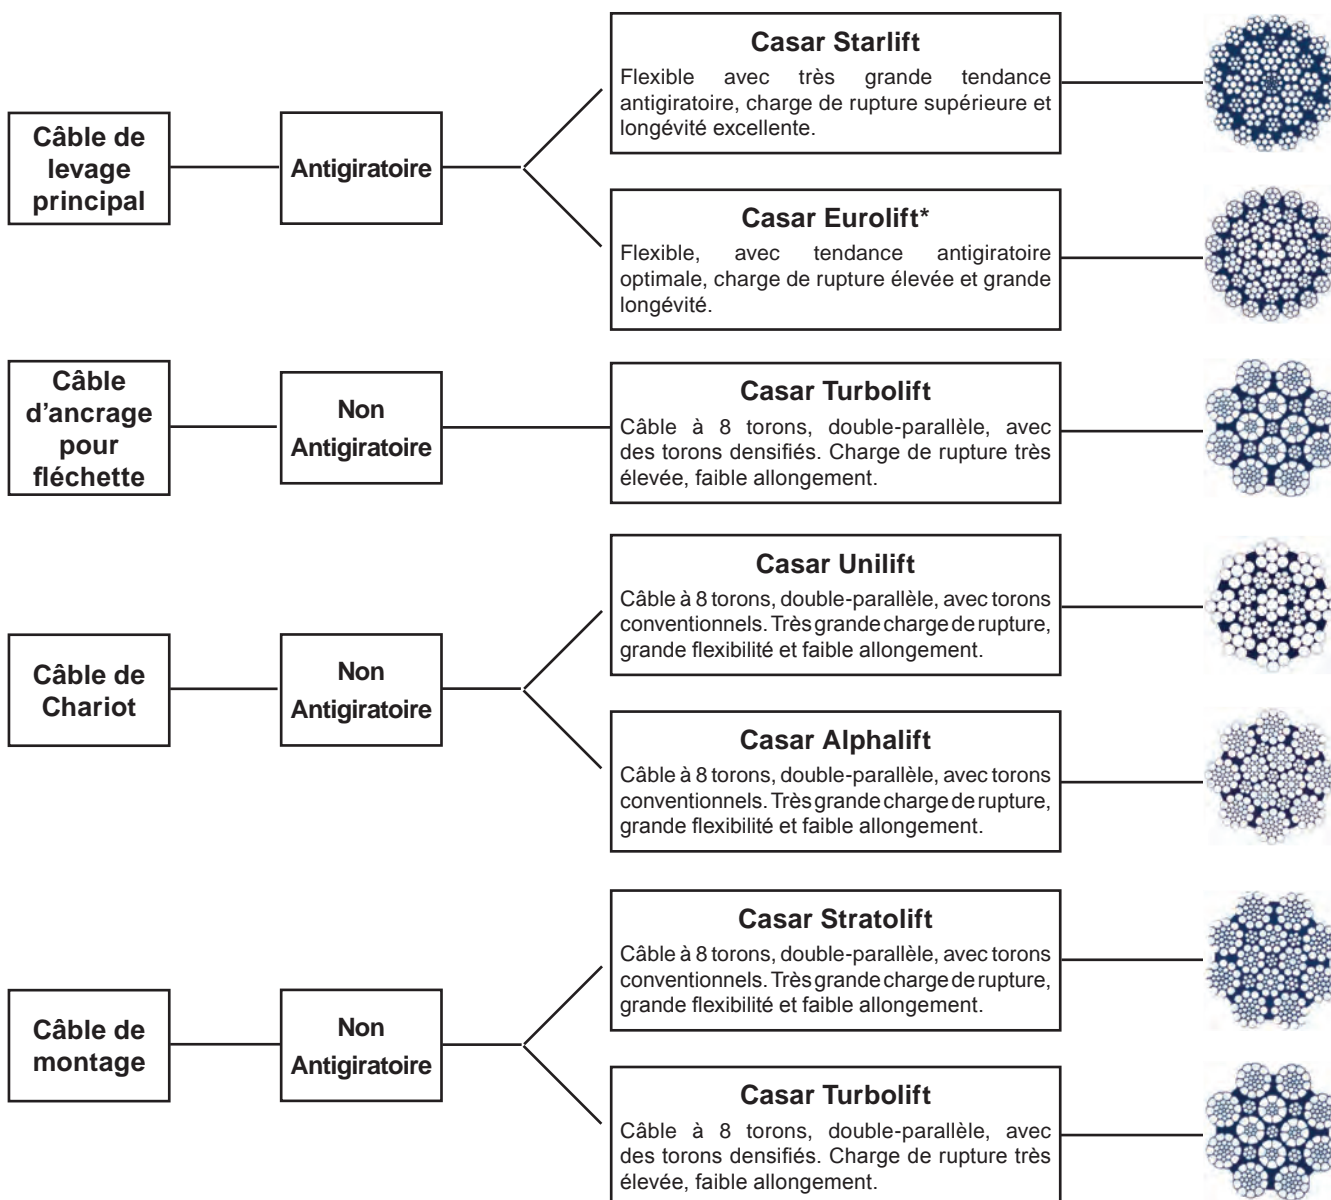 Câble de
levage
principal
Antigiratoire
Casar Starlift
Flexible avec très grande tendance
antigiratoire, charge de rupture supérieure et
longévité excellente.
Casar Eurolift*
Flexible, avec tendance antigiratoire
optimale, charge de rupture élevée et grande
longévité.
Câble
d’ancrage
pour
fléchette
Non
Antigiratoire
Casar Turbolift
Câble à 8 torons, double-parallèle, avec
des torons densifiés. Charge de rupture très
élevée, faible allongement.
Câble de
Chariot
Non
Antigiratoire
Casar Unilift
Câble à 8 torons, double-parallèle, avec torons
conventionnels. Très grande charge de rupture,
grande flexibilité et faible allongement.
Casar Alphalift
Câble à 8 torons, double-parallèle, avec torons
conventionnels. Très grande charge de rupture,
grande flexibilité et faible allongement.
Câble de
montage
Non
Antigiratoire
Casar Stratolift
Câble à 8 torons, double-parallèle, avec torons
conventionnels. Très grande charge de rupture,
grande flexibilité et faible allongement.
Casar Turbolift
Câble à 8 torons, double-parallèle, avec
des torons densifiés. Charge de rupture très
élevée, faible allongement.